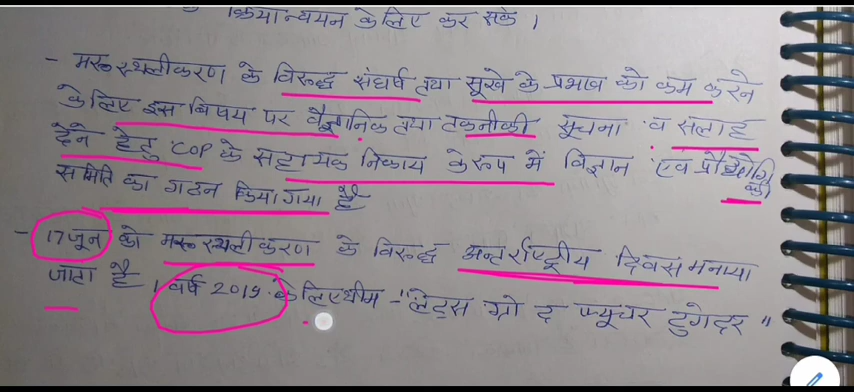 के क्रियान्वयन के लिए कर सके ।
- मरूस्थलीकरण के विरूद्ध संघर्ष तथा सूखे के प्रभाव को कम करने
के लिए इस विषय पर वैज्ञानिक तथा तकनीकी सूचना व सलाह
देने हेतु COP के सहायक निकाय के रूप में विज्ञान एवं प्रौद्योगिकी
समिति का गठन किया गया है
- 17 जून को मरूस्थलीकरण के विरूद्ध अन्तर्राष्ट्रीय दिवस मनाया
जाता है । वर्ष 2019 के लिए थीम - "लेट्स ग्रो द फ्यूचर टुगेदर"